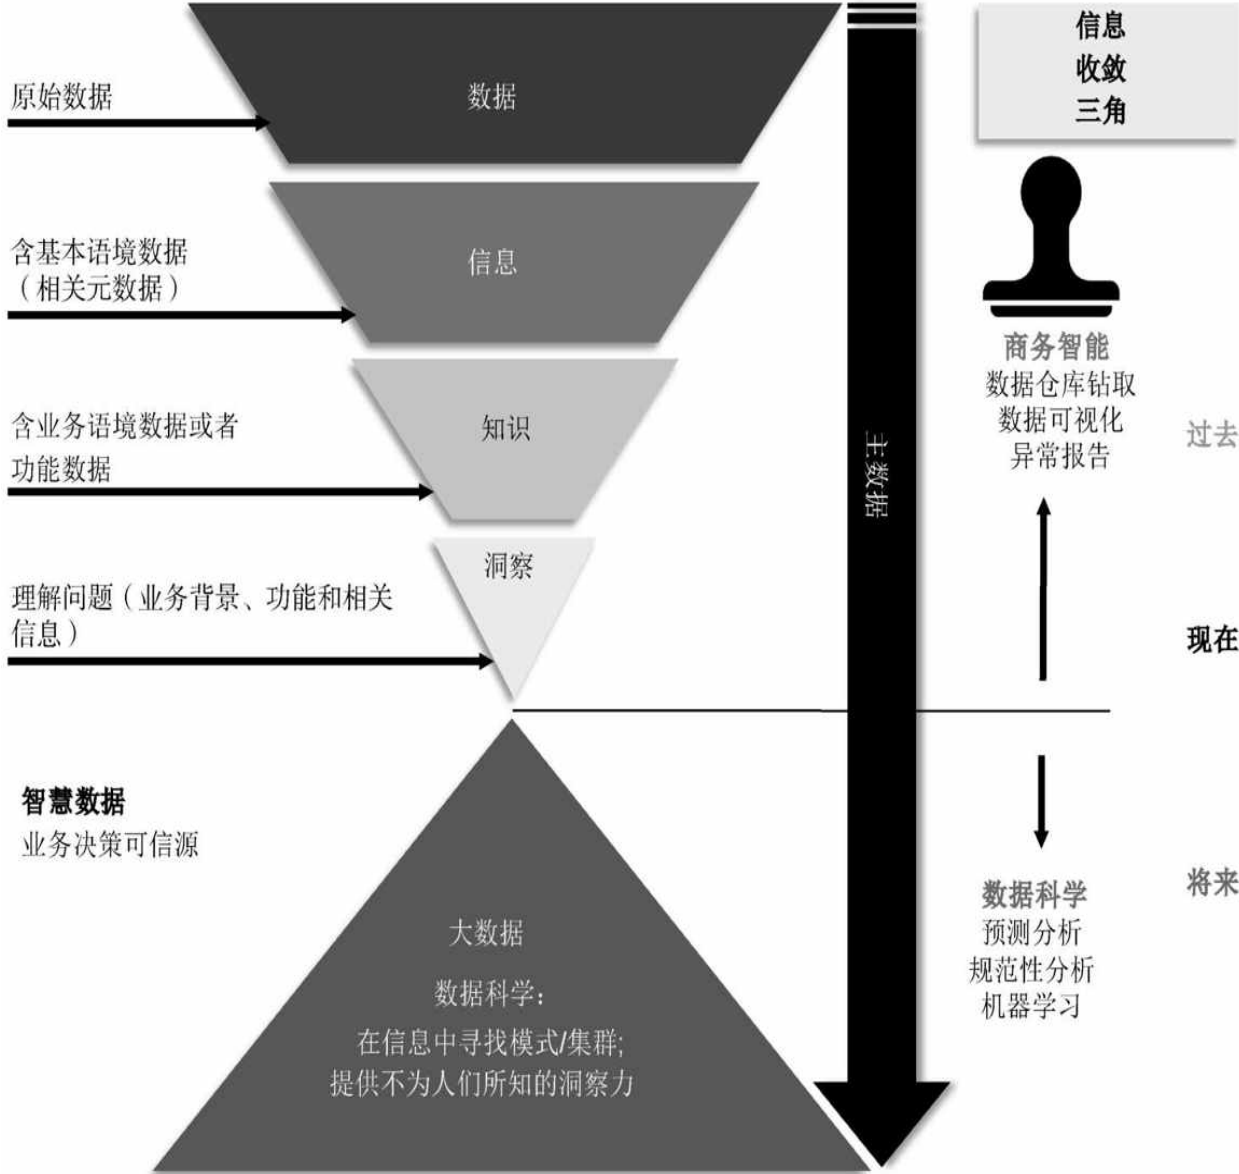 信息
收敛
三角
原始数据
数据
含基本语境数据
（相关元数据）
信息
含业务语境数据或者
功能数据
知识
理解问题（业务背景、功能和相关
信息）
洞察
主数据
商务智能
数据仓库钻取
数据可视化
异常报告
过去
现在
智慧数据
业务决策可信源
大数据
数据科学：
在信息中寻找模式/集群;
提供不为人们所知的洞察力
数据科学
预测分析
规范性分析
机器学习
将来